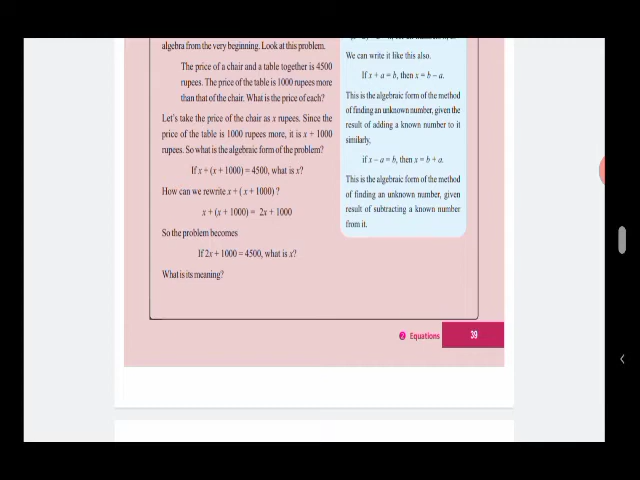 algebra from the very beginning. Look at this problem.
The price of a chair and a table together is 4500
rupees. The price of the table is 1000 rupees more
than that of the chair. What is the price of each?
Let's take the price of the chair as x rupees. Since the
price of the table is 1000 rupees more, it is x + 1000
rupees. So what is the algebraic form of the problem?
If x + (x + 1000) = 4500, what is x?
How can we rewrite x + ( x + 1000) ?
x + (x + 1000) = 2x + 1000
So the problem becomes
If 2x + 1000 = 4500, what is x?
What is its meaning?
We can write it like this also.
If x + a = b, then x = b – a.
This is the algebraic form of the method
of finding an unknown number, given the
result of adding a known number to it
similarly,
if x – a = b, then x = b + a.
This is the algebraic form of the method
of finding an unknown number, given
result of subtracting a known number
from it.
2 Equations
39